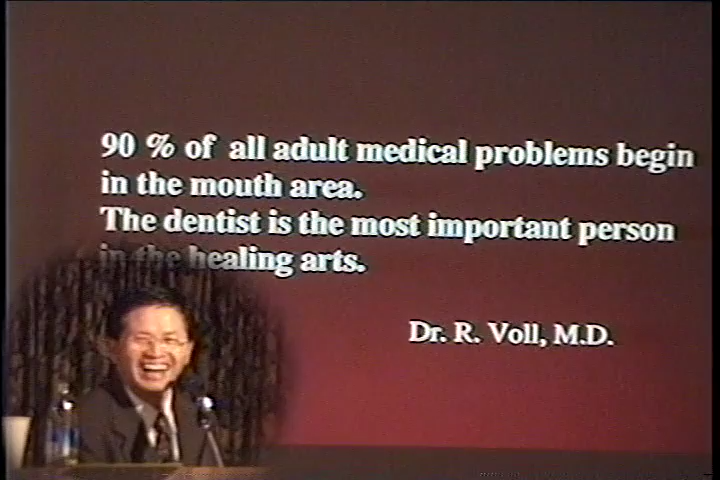 90 % of all adult medical problems begin
in the mouth area.
The dentist is the most important person
in the healing arts.
Dr. R. Voll, M.D.